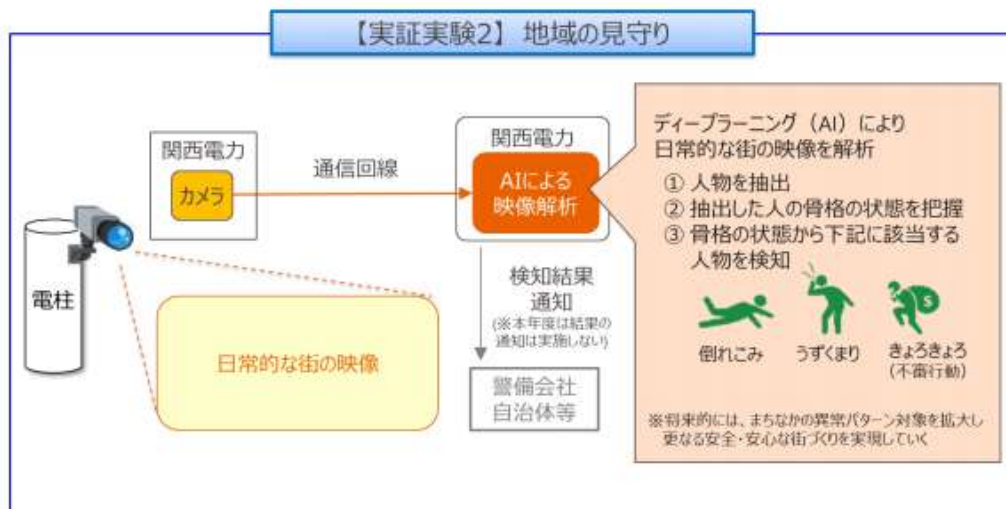 【実証実験2】 地域の見守り
関西電力
カメラ
通信回線
関西電力
AIによる
映像解析
電柱
日常的な街の映像
検知結果
通知
(※本年度は結果の
通知は実施しない)
警備会社
自治体等
ディープラーニング（AI）により
日常的な街の映像を解析
① 人物を抽出
② 抽出した人の骨格の状態を把握
③ 骨格の状態から下記に該当する
人物を検知
$
倒れこみ
うずくまり
きょろきょろ
(不審行動)
※将来的には、まちなかの異常パターン対象を拡大し
更なる安全・安心な街づくりを実現していく